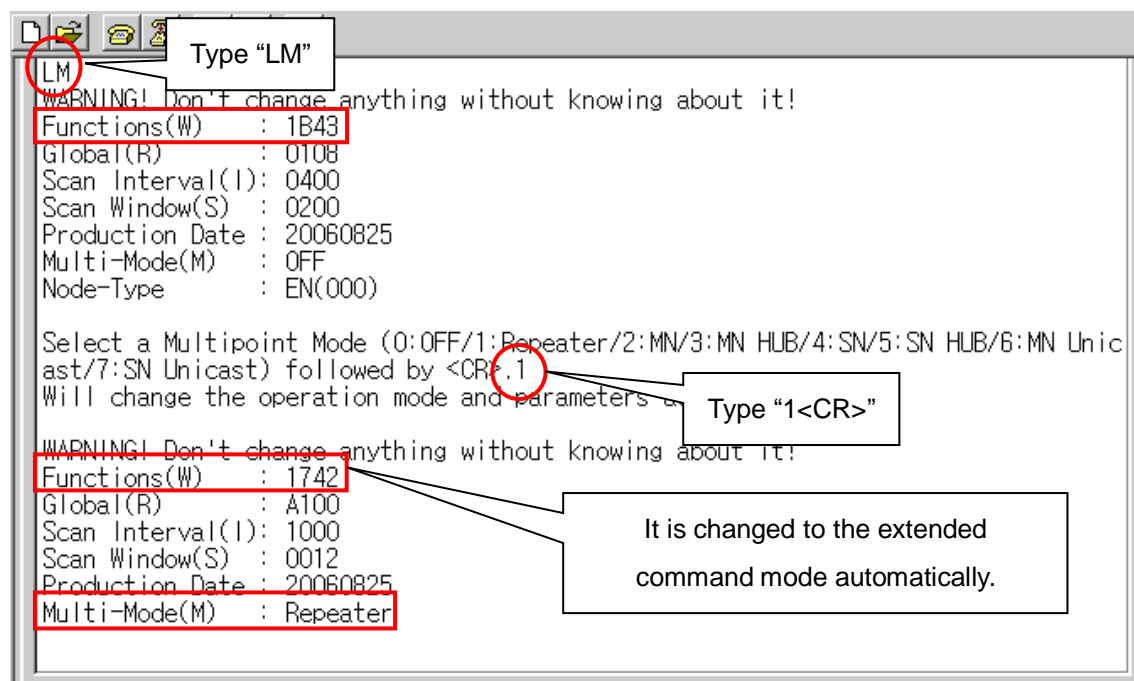 Type “LM”
LM
WARNING! Don't change anything without knowing about it!
Functions(W) : 1B43
Global(R) : 0108
Scan Interval(I): 0400
Scan Window(S) : 0200
Production Date : 20060825
Multi-Mode(M) : OFF
Node-Type : EN(000)
Select a Multipoint Mode (0:OFF/1:Repeater/2:MN/3:MN HUB/4:SN/5:SN HUB/6:MN Unic
ast/7:SN Unicast) followed by <CR>.1
Will change the operation mode and parameters
Type “1<CR>”
WARNING! Don't change anything without knowing about it!
Functions(W) : 1742
Global(R) : A100
Scan Interval(I): 1000
Scan Window(S) : 0012
Production Date : 20060825
Multi-Mode(M) : Repeater
It is changed to the extended
command mode automatically.